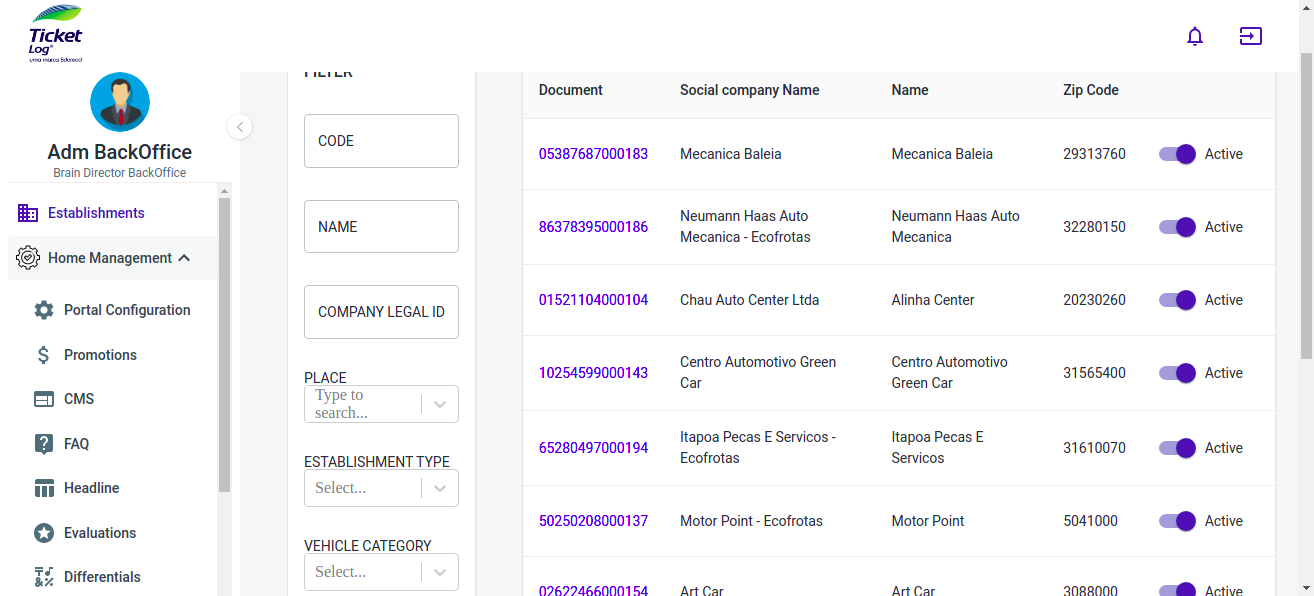 Ticket
Log®
uma marca Edenred
Adm BackOffice
Brain Director BackOffice
Establishments
Home Management
Portal Configuration
Promotions
CMS
FAQ
Headline
Evaluations
Differentials
FILTER
CODE
NAME
COMPANY LEGAL ID
PLACE
Type to
search...
ESTABLISHMENT TYPE
Select...
VEHICLE CATEGORY
Select...
Document Social company Name Name Zip Code
05387687000183 Mecanica Baleia Mecanica Baleia 29313760 Active
Neumann Haas Auto Neumann Haas Auto
86378395000186 32280150 Active
Mecanica - Ecofrotas Mecanica
01521104000104 Chau Auto Center Ltda Alinha Center 20230260 Active
Centro Automotivo Green Centro Automotivo
10254599000143 31565400 Active
Car Green Car
Itapoa Pecas E Servicos - Itapoa Pecas E
65280497000194 31610070 Active
Ecofrotas Servicos
50250208000137 Motor Point - Ecofrotas Motor Point 5041000 Active
02622466000154 Art Car Art Car 3088000 Active